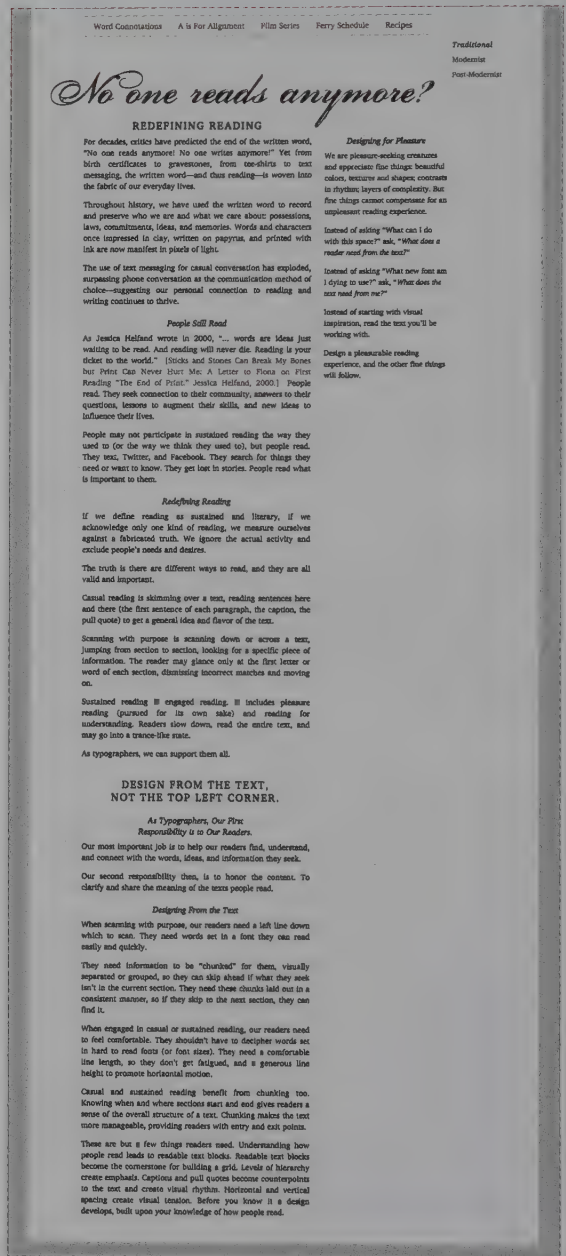 Word Connotations A is For Alignment Film Series Ferry Schedule Recipes
Traditional
Modernist
Post-Modernist
No one reads anymore?
REDEFINING READING
For decades, critics have predicted the end of the written word,
"No one reads anymore! No one writes anymore!" Yet from
birth certificates to gravestones, from tee-shirts to text
messaging, the written word—and thus reading—is woven into
the fabric of our everyday lives.
Throughout history, we have used the written word to record
and preserve who we are and what we care about: possessions,
laws, commitments, ideas, and memories. Words and characters
once impressed in clay, written on papyrus, and printed with
ink are now manifest in pixels of light.
The use of text messaging for casual conversation has exploded,
surpassing phone conversation as the communication method of
choice—suggesting our personal connection to reading and
writing continues to thrive.
People Still Read
As Jessica Helfand wrote in 2000, "... words are ideas just
waiting to be read. And reading will never die. Reading is your
ticket to the world." [Sticks and Stones Can Break My Bones
but Print Can Never Hurt Me: A Letter to Fiona on First
Reading "The End of Print." Jessica Helfand, 2000.] People
read. They seek connection to their community, answers to their
questions, lessons to augment their skills, and new ideas to
influence their lives.
People may not participate in sustained reading the way they
used to (or the way we think they used to), but people read.
They text, Twitter, and Facebook. They search for things they
need or want to know. They get lost in stories. People read what
is important to them.
Redefining Reading
If we define reading as sustained and literary, if we
acknowledge only one kind of reading, we measure ourselves
against a fabricated truth. We ignore the actual activity and
exclude people's needs and desires.
The truth is there are different ways to read, and they are all
valid and important.
Casual reading is skimming over a text, reading sentences here
and there (the first sentence of each paragraph, the caption, the
pull quote) to get a general idea and flavor of the text.
Scanning with purpose is scanning down or across a text,
jumping from section to section, looking for a specific piece of
information. The reader may glance only at the first letter or
word of each section, dismissing incorrect matches and moving
on.
Sustained reading engaged reading. includes pleasure
reading (pursued for its own sake) and reading for
understanding. Readers slow down, read the entire text, and
may go into a trance-like state.
As typographers, we can support them all.
DESIGN FROM THE TEXT,
NOT THE TOP LEFT CORNER.
As Typographers, Our First
Responsibility is to Our Readers.
Our most important job is to help our readers find, understand,
and connect with the words, ideas, and information they seek.
Our second responsibility then, is to honor the content. To
clarify and share the meaning of the texts people read.
Designing From the Text
When scanning with purpose, our readers need a left line down
which to scan. They need words set in a font they can read
easily and quickly.
They need information to be "chunked" for them, visually
separated or grouped, so they can skip ahead if what they seek
isn't in the current section. They need these chunks laid out in a
consistent manner, so if they skip to the next section, they can
find it.
When engaged in casual or sustained reading, our readers need
to feel comfortable. They shouldn't have to decipher words set
in hard to read fonts (or font sizes). They need a comfortable
line length, so they don't get fatigued, and a generous line
height to promote horizontal motion.
Casual and sustained reading benefit from chunking too.
Knowing when and where sections start and end gives readers a
sense of the overall structure of a text. Chunking makes the text
more manageable, providing readers with entry and exit points.
These are but a few things readers need. Understanding how
people read leads to readable text blocks. Readable text blocks
become the cornerstone for building a grid. Levels of hierarchy
create emphasis. Captions and pull quotes become counterpoints
to the text and create visual rhythm. Horizontal and vertical
spacing create visual tension. Before you know it a design
develops, built upon your knowledge of how people read.
Designing for Pleasure
We are pleasure-seeking creatures
and appreciate fine things: beautiful
colors, textures and shapes; contrasts
in rhythm; layers of complexity. But
fine things cannot compensate for an
unpleasant reading experience.
Instead of asking "What can I do
with this space?" ask, "What does a
reader need from the text?"
Instead of asking "What new font am
I dying to use?" ask, "What does the
text need from me?"
Instead of starting with visual
inspiration, read the text you'll be
working with.
Design a pleasurable reading
experience, and the other fine things
will follow.